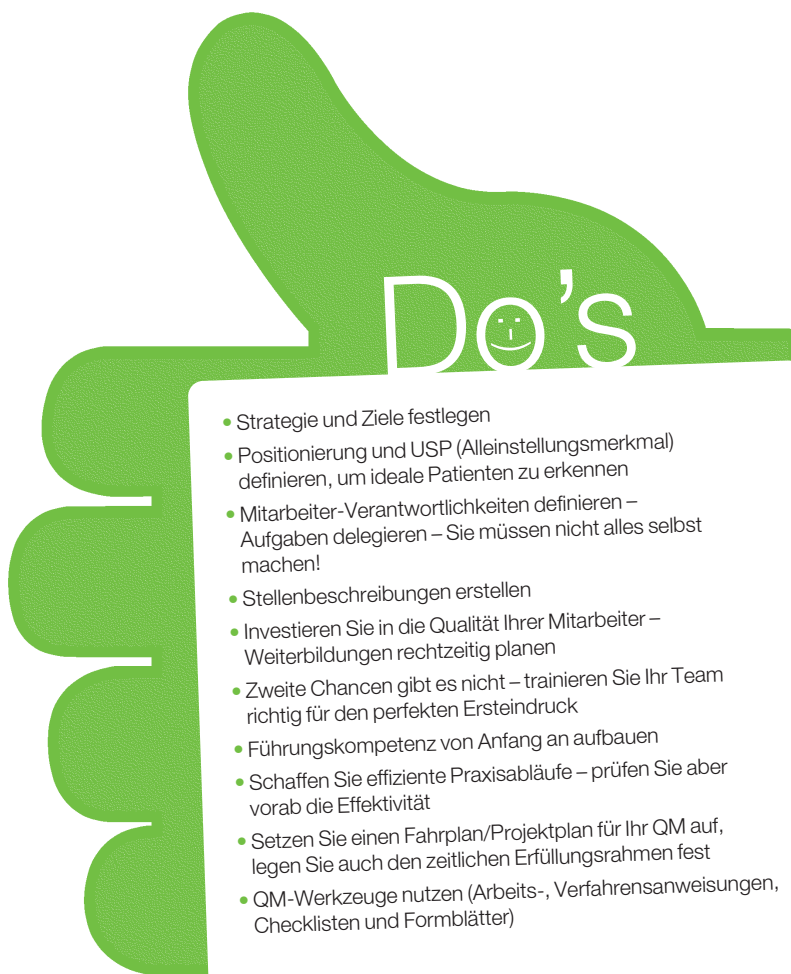 Do's
• Strategie und Ziele festlegen
• Positionierung und USP (Alleinstellungsmerkmal)
definieren, um ideale Patienten zu erkennen
• Mitarbeiter-Verantwortlichkeiten definieren –
Aufgaben delegieren – Sie müssen nicht alles selbst
machen!
• Stellenbeschreibungen erstellen
• Investieren Sie in die Qualität Ihrer Mitarbeiter –
Weiterbildungen rechtzeitig planen
• Zweite Chancen gibt es nicht – trainieren Sie Ihr Team
richtig für den perfekten Ersteindruck
• Führungskompetenz von Anfang an aufbauen
• Schaffen Sie effiziente Praxisabläufe – prüfen Sie aber
vorab die Effektivität
• Setzen Sie einen Fahrplan/Projektplan für Ihr QM auf,
legen Sie auch den zeitlichen Erfüllungsrahmen fest
• QM-Werkzeuge nutzen (Arbeits-, Verfahrensanweisungen,
Checklisten und Formblätter)